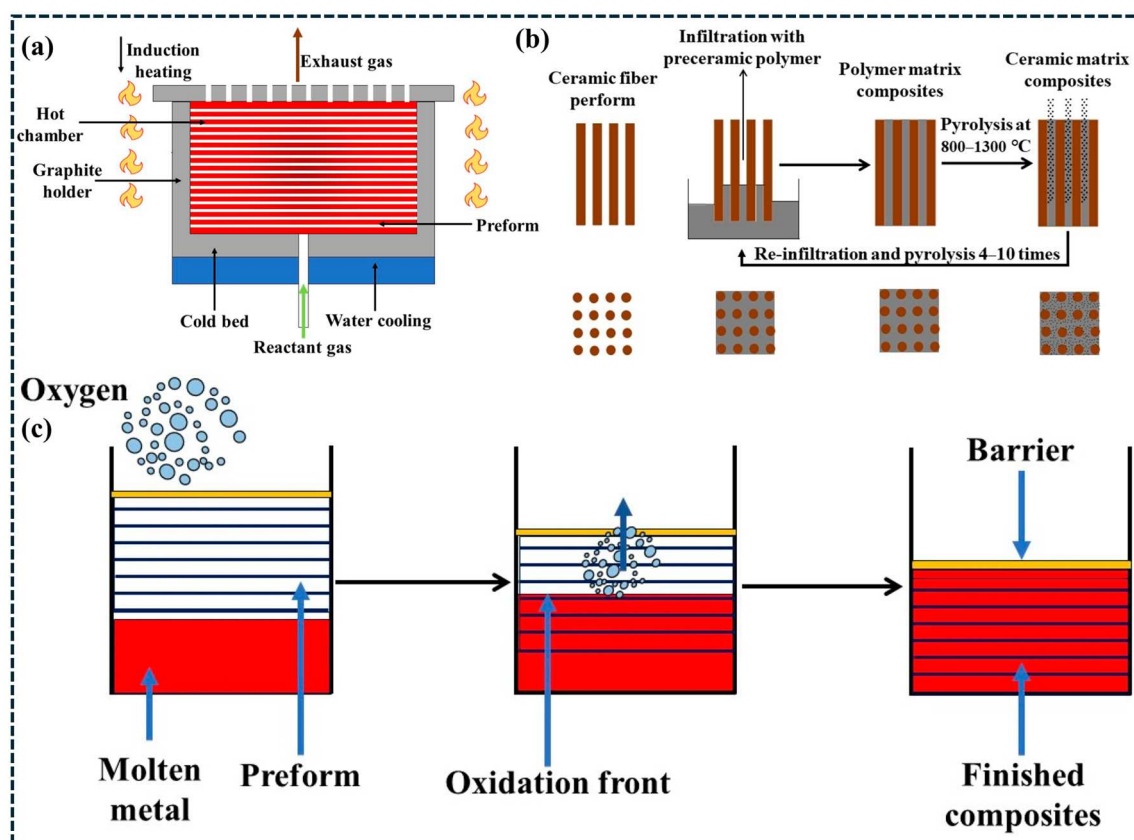 (a)
Induction
heating
Exhaust gas
Hot
chamber
Graphite
holder
Preform
Cold bed
Water cooling
Reactant gas
(b)
Infiltration with
preceramic polymer
Ceramic fiber
perform
Polymer matrix
composites
Ceramic matrix
composites
Pyrolysis at
800–1300 °C
Re-infiltration and pyrolysis 4–10 times
Oxygen
(c)
Barrier
Molten
metal
Preform
Oxidation front
Finished
composites